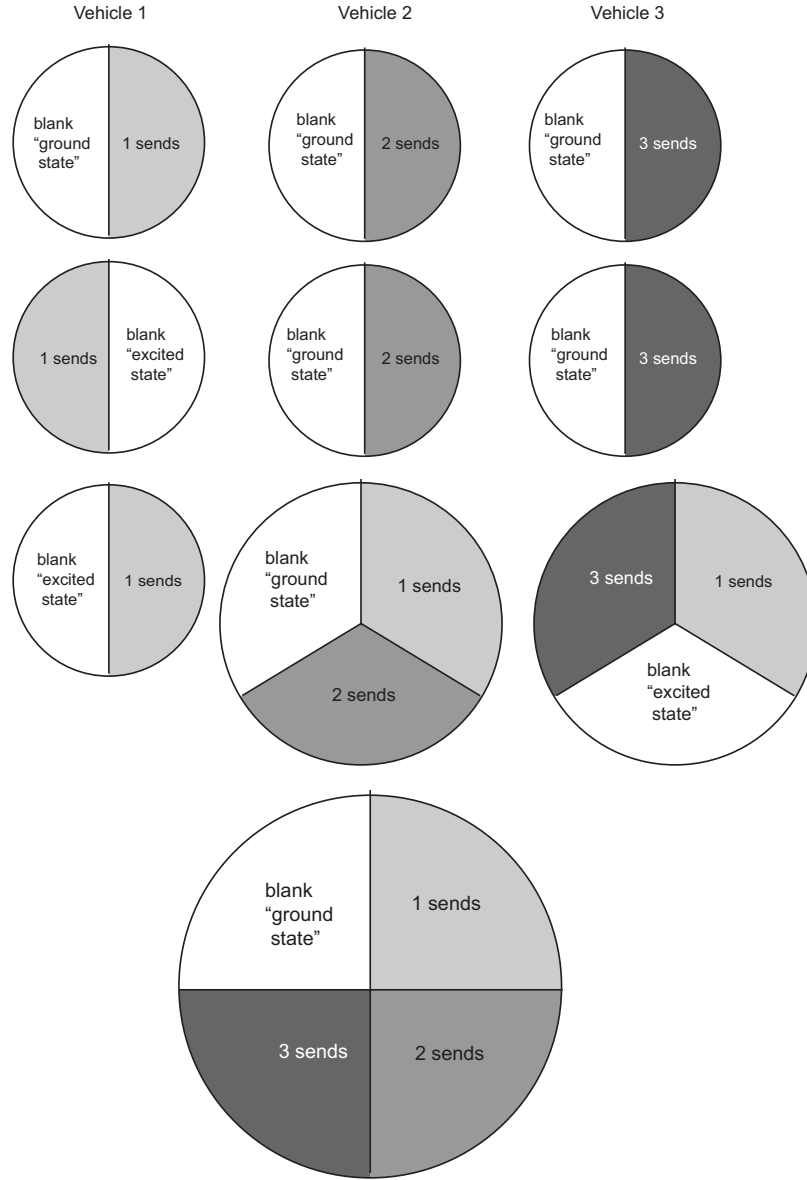 Vehicle 1
Vehicle 2
Vehicle 3
blank
“ground
state”
1 sends
blank
“ground
state”
2 sends
blank
“ground
state”
3 sends
1 sends
blank
“excited
state”
blank
“ground
state”
2 sends
blank
“ground
state”
3 sends
blank
“excited
state”
1 sends
blank
“ground
state”
1 sends
2 sends
3 sends
1 sends
blank
“excited
state”
blank
“ground
state”
1 sends
3 sends
2 sends